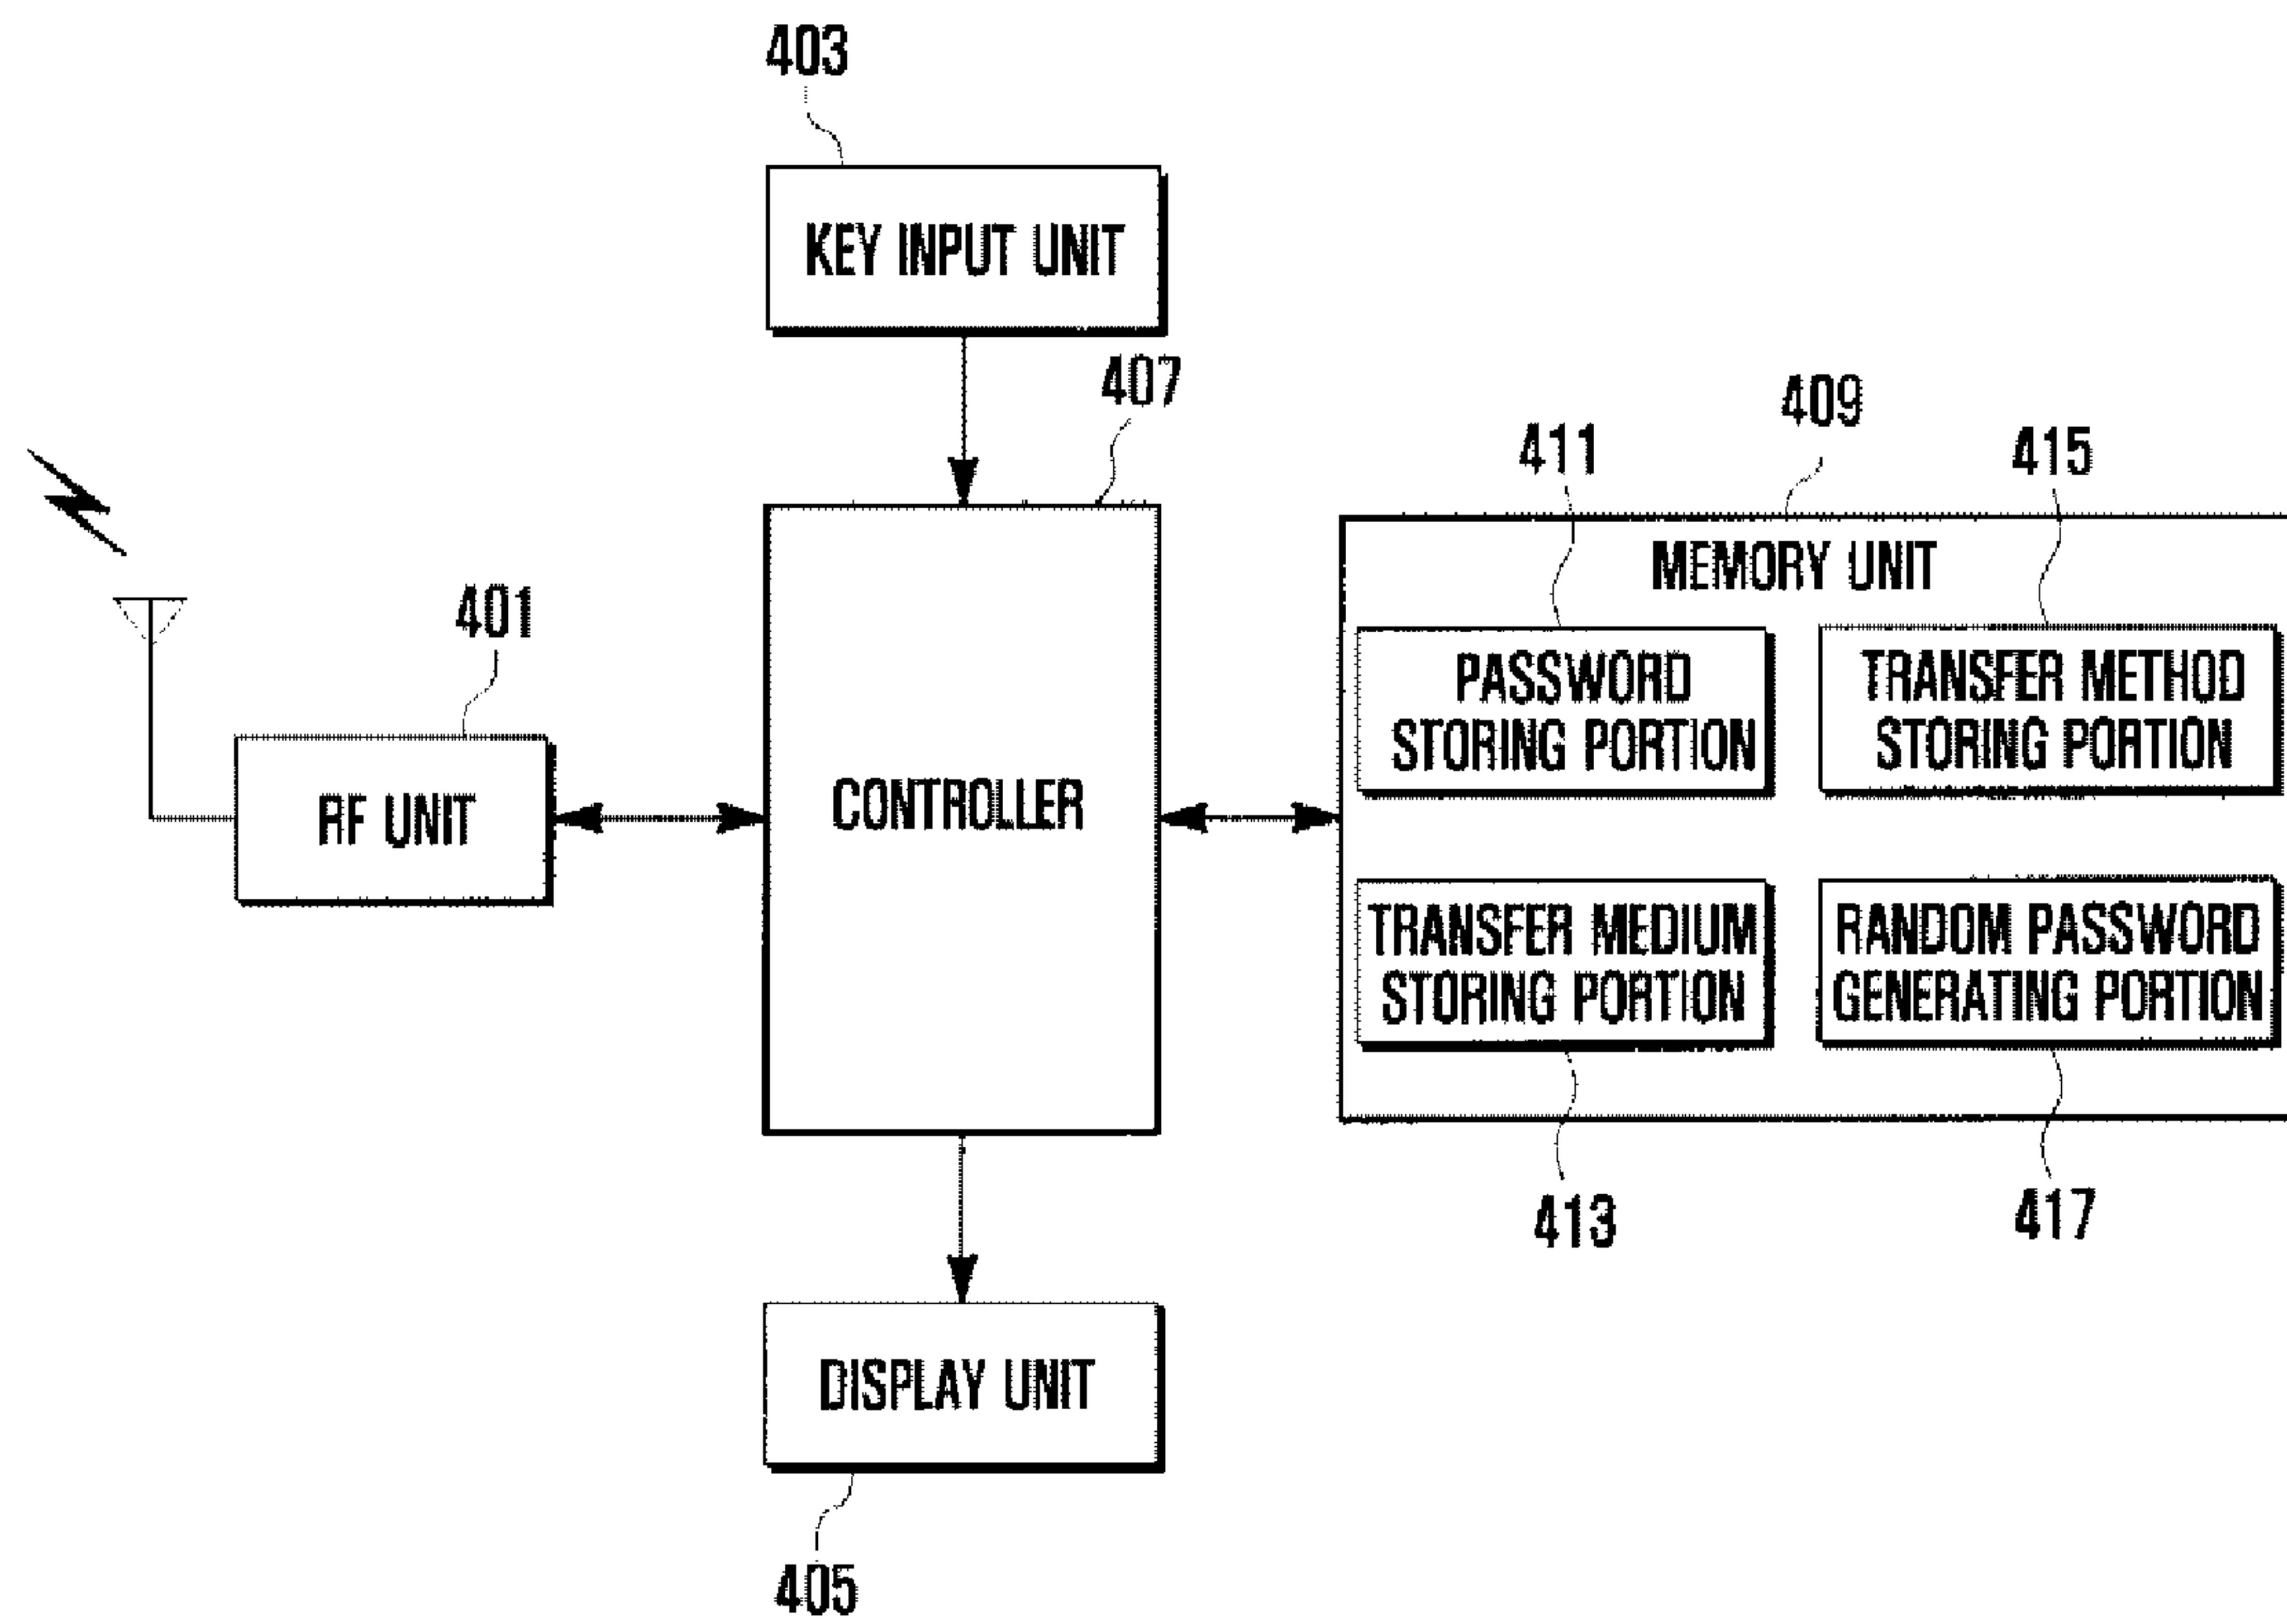 403
KEY INPUT UNIT
407
409
411
415
MEMORY UNIT
401
PASSWORD
STORING PORTION
TRANSFER METHOD
STORING PORTION
RF UNIT
CONTROLLER
TRANSFER MEDIUM
STORING PORTION
RANDOM PASSWORD
GENERATING PORTION
413
417
DISPLAY UNIT
405